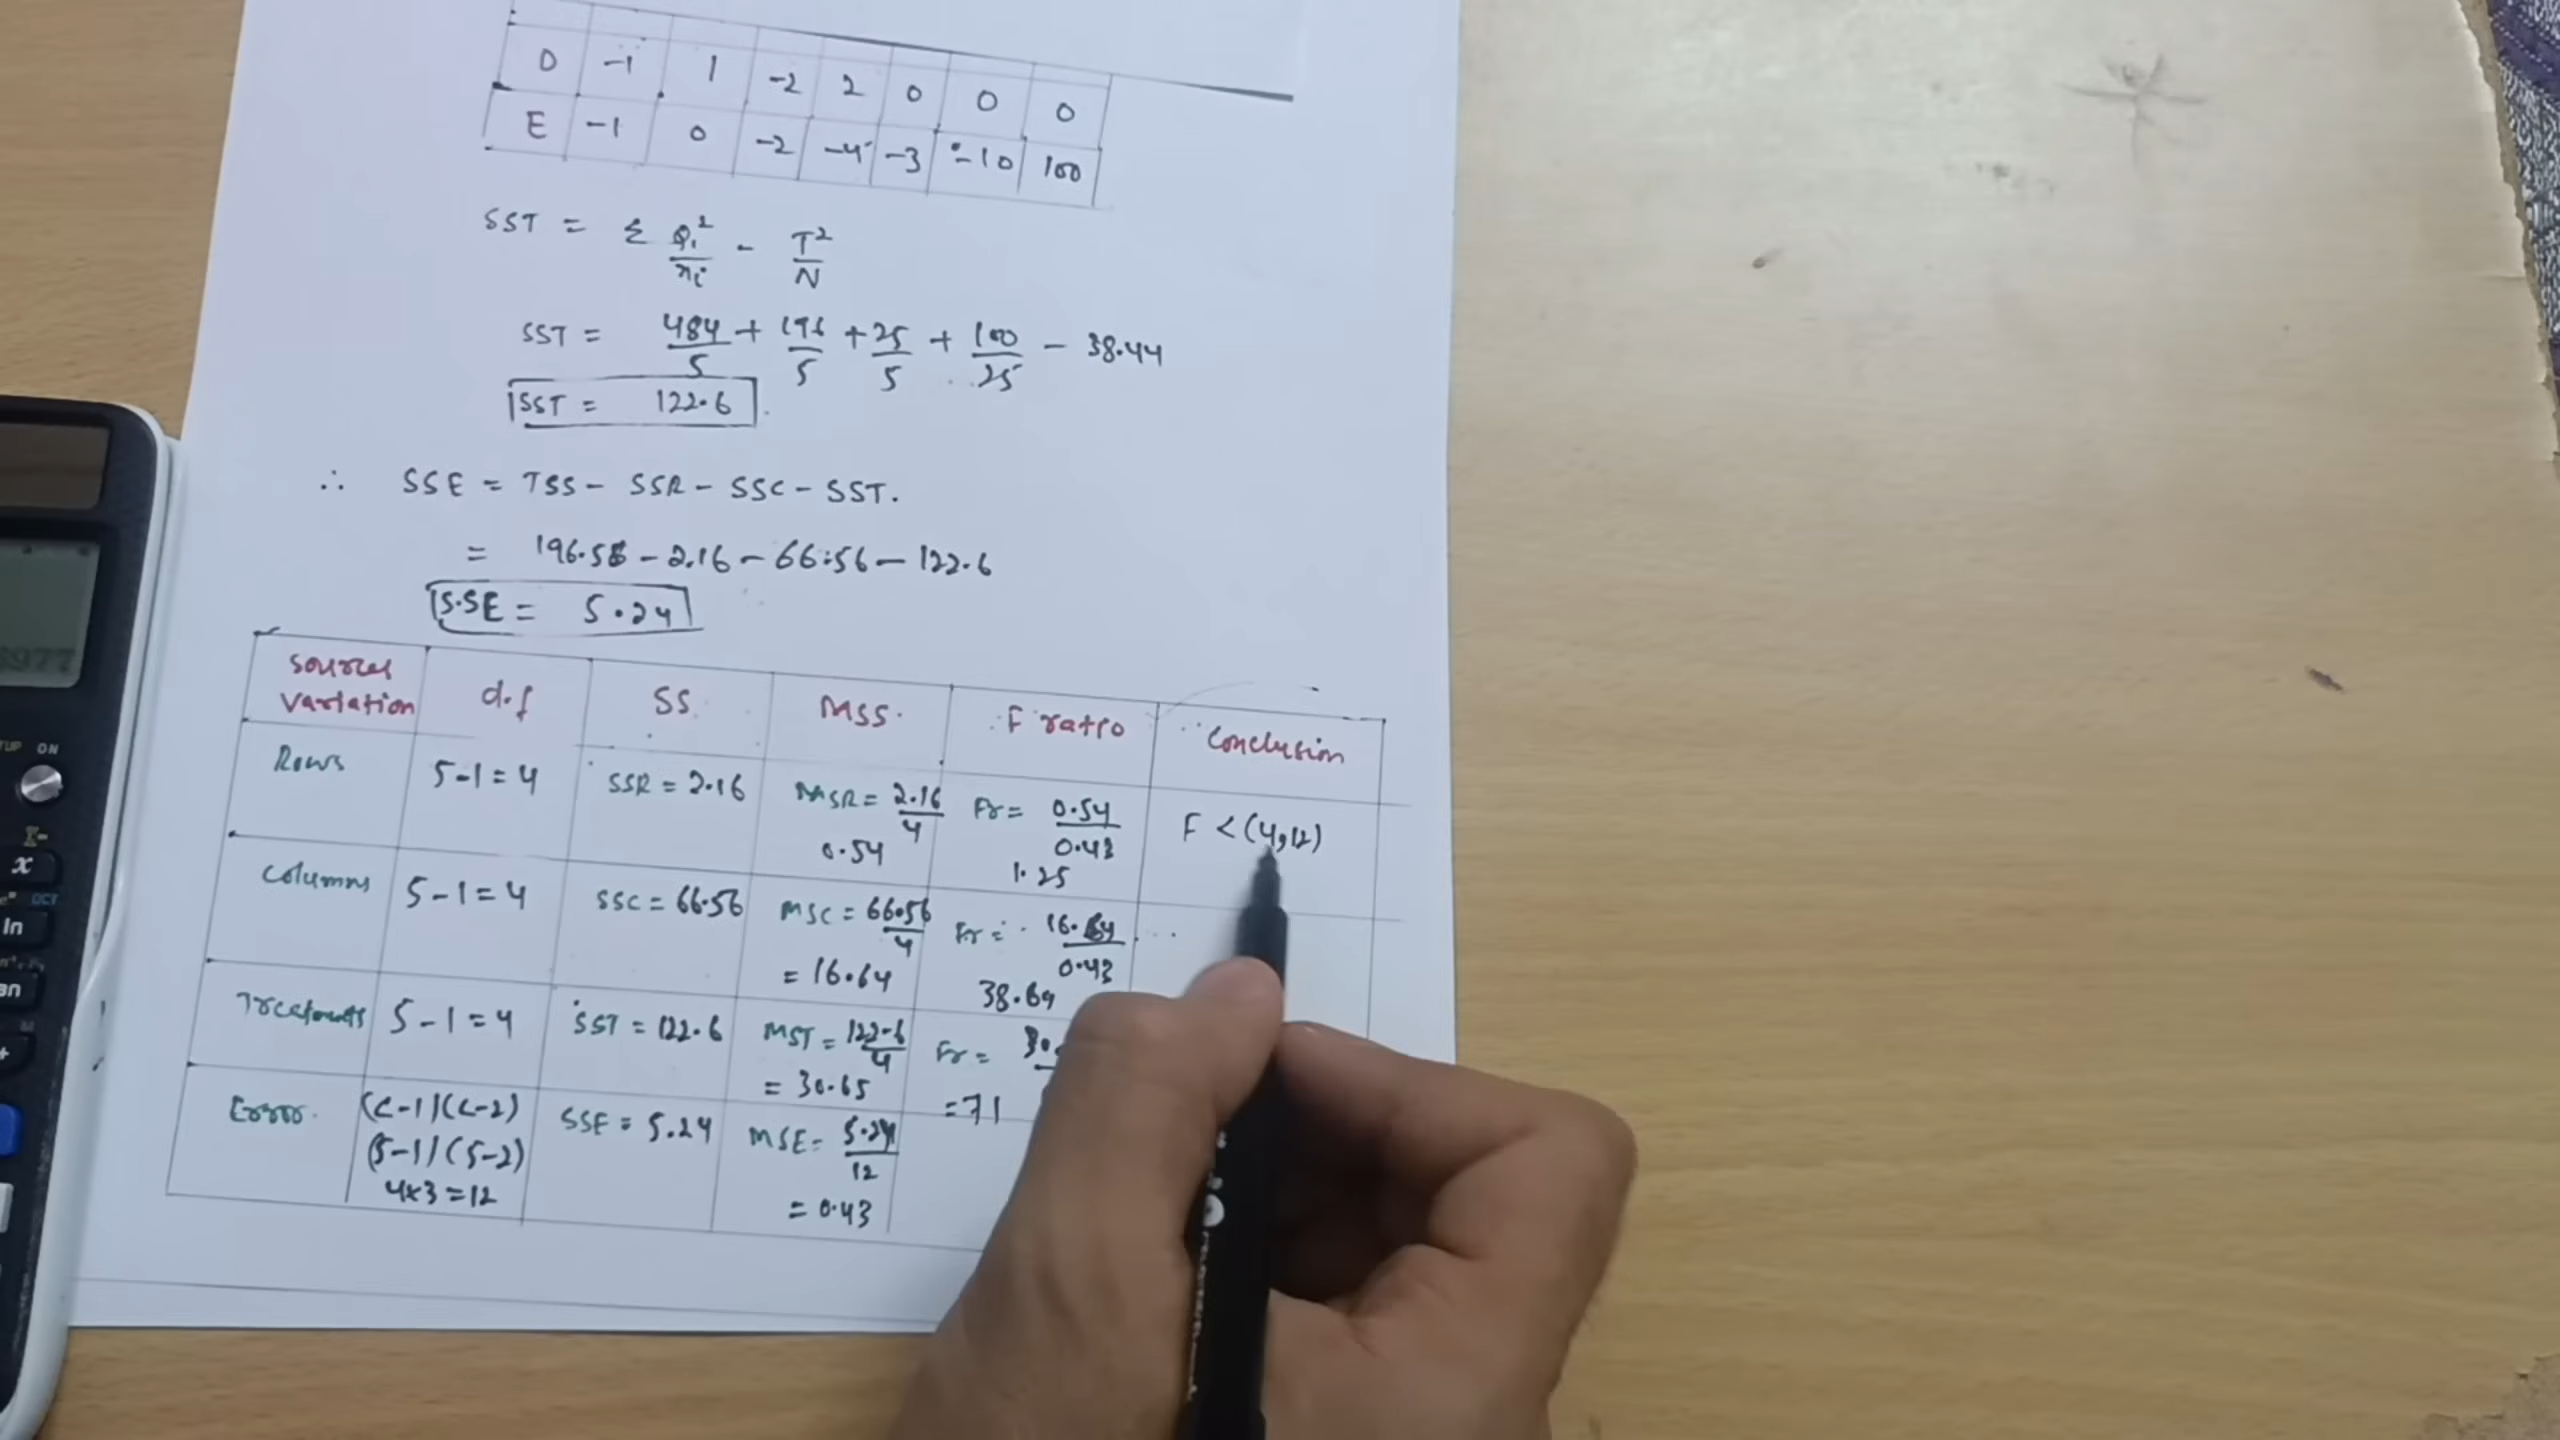 D -1 1 -2 2 0 0 0
E -1 0 -2 -4 -3 -10 100
SST = Σ Qi²/ni - T²/N
SST = 484/5 + 196/5 + 25/5 + 100/25 - 38.44
SST = 122.6
∴ SSE = TSS - SSR - SSC - SST.
= 196.56 - 2.16 - 66.56 - 122.6
S.SE = 5.24
Sources Variation d.f SS MSS. F ratio Conclusion
Rows 5-1=4 SSR = 2.16 MSR = 2.16/4 0.54 Fr = 0.54/0.43 1.25 F < (4,12)
Columns 5-1=4 SSC = 66.56 MSC = 66.56/4 = 16.64 Fr = 16.64/0.43 38.69
Treatments 5-1=4 SST = 122.6 MST = 122.6/4 = 30.65 Fr = 30. =71
Error. (c-1)(c-2) (5-1)(5-2) 4x3=12 SSE = 5.24 MSE = 5.24/12 = 0.43
ON
x
ln